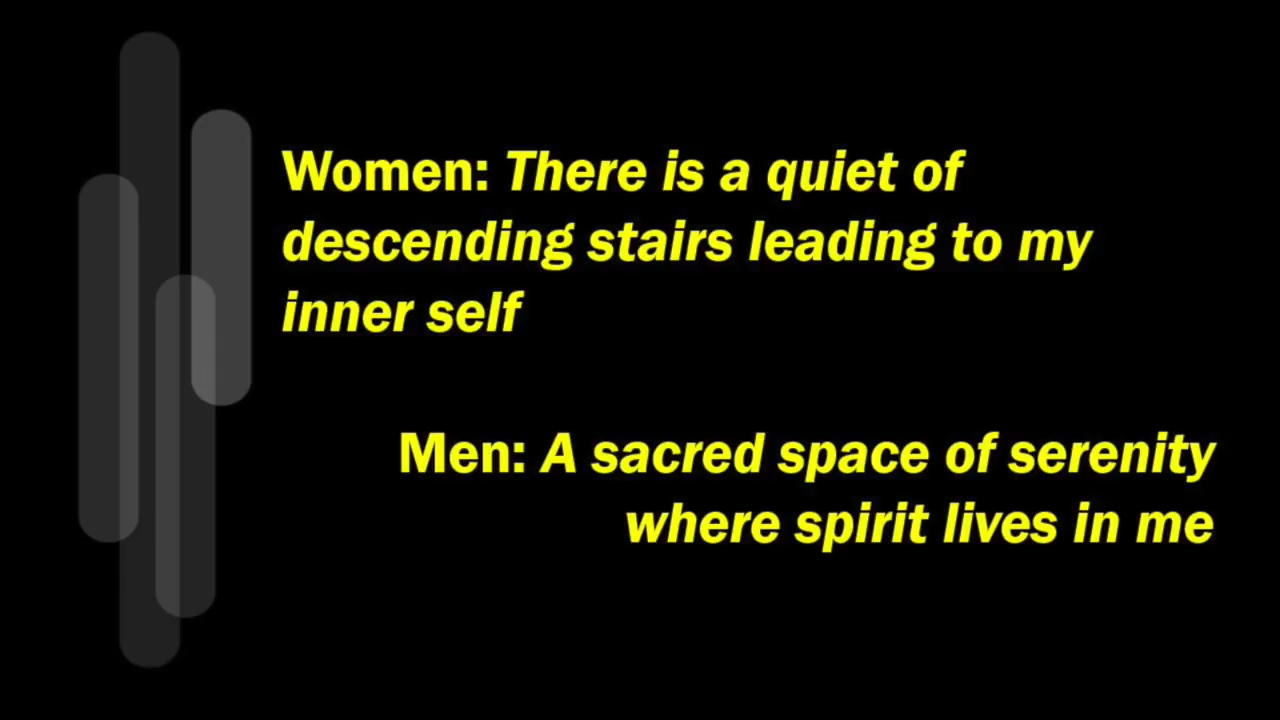 Women: There is a quiet of
descending stairs leading to my
inner self
Men: A sacred space of serenity
where spirit lives in me